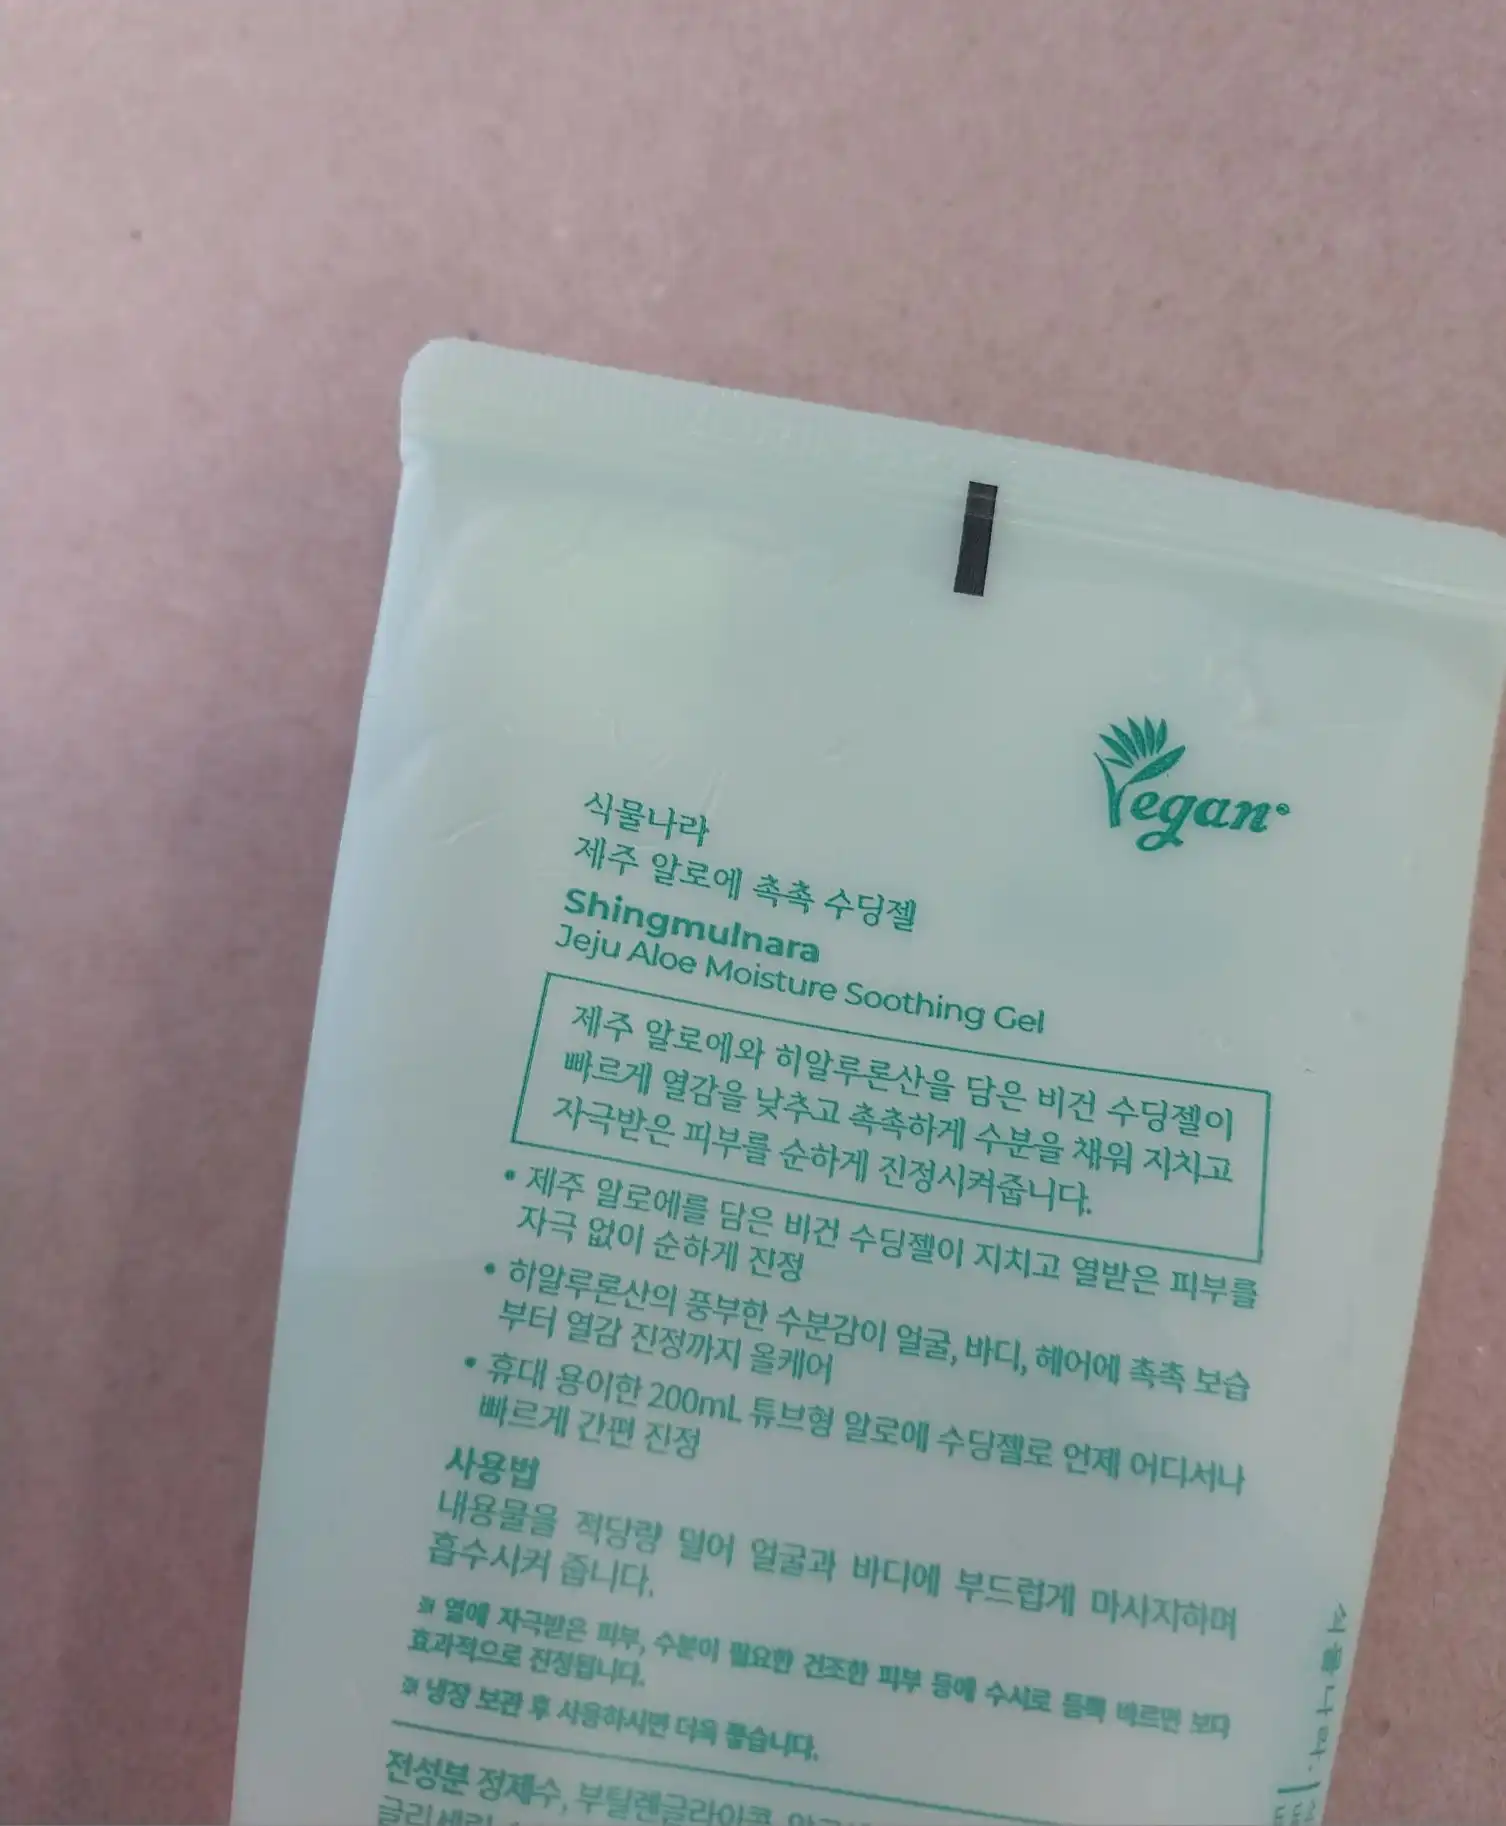 Vegan
식물나라
제주 알로에 촉촉 수딩젤
Shingmulnara
Jeju Aloe Moisture Soothing Gel
제주 알로에와 히알루론산을 담은 비건 수딩젤이
빠르게 열감을 낮추고 촉촉하게 수분을 채워 지치고
자극받은 피부를 순하게 진정시켜줍니다.
• 제주 알로에를 담은 비건 수딩젤이 지치고 열받은 피부를
자극 없이 순하게 진정
• 히알루론산의 풍부한 수분감이 얼굴, 바디, 헤어에 촉촉 보습
부터 열감 진정까지 올케어
• 휴대 용이한 200mL 튜브형 알로에 수딩젤로 언제 어디서나
빠르게 간편 진정
사용법
내용물을 적당량 덜어 얼굴과 바디에 부드럽게 마사지하며
흡수시켜 줍니다.
※ 열에 자극받은 피부, 수분이 필요한 건조한 피부 등에 수시로 듬뿍 바르면 보다
효과적으로 진정됩니다.
※ 냉장 보관 후 사용하시면 더욱 좋습니다.
전성분 정제수, 부틸렌글라이콜,
글리세린
식물나라